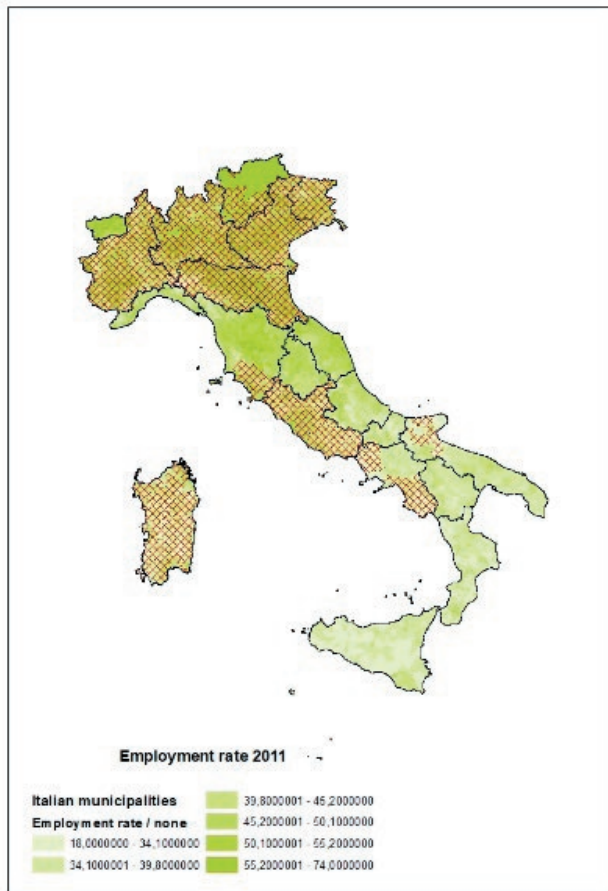 Employment rate 2011
Italian municipalities
Employment rate / none
18,0000000 - 34,1000000
34,1000001 - 39,8000000
39,8000001 - 45,2000000
45,2000001 - 50,1000000
50,1000001 - 55,2000000
55,2000001 - 74,0000000